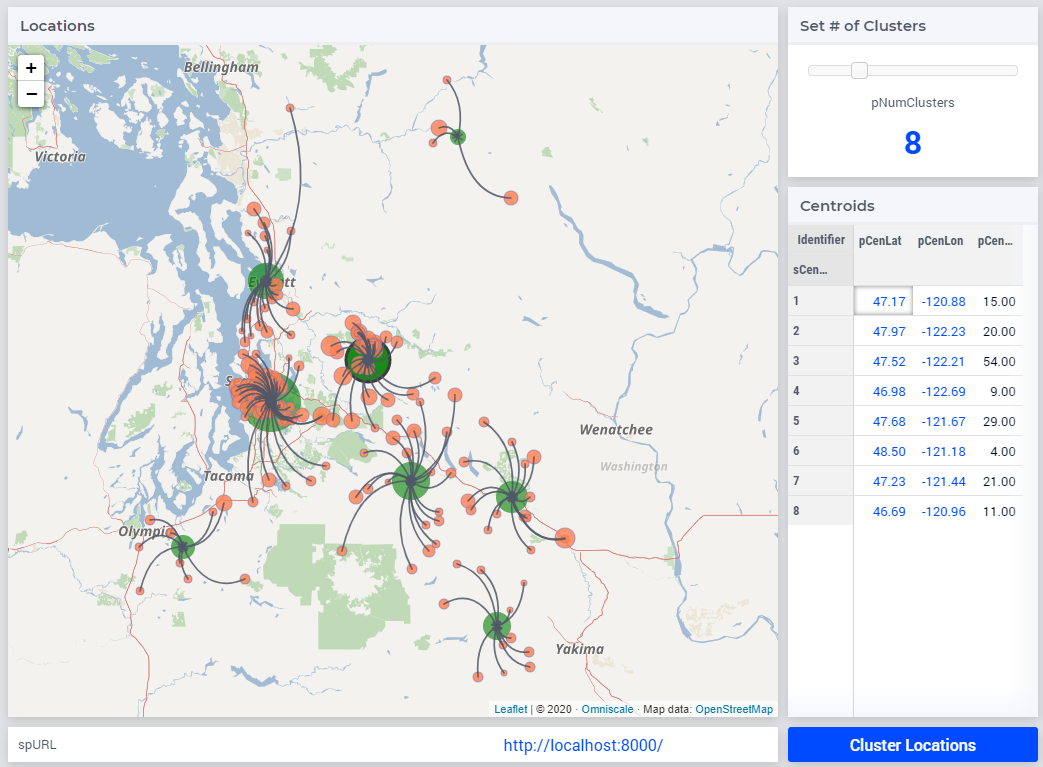 Locations
+
−
Bellingham
Victoria
Ev tt
S
Wenatchee
Washington
Tacoma
Olympi
Yakima
Leaflet | © 2020 · Omniscale · Map data: OpenStreetMap
spURL http://localhost:8000/
Set # of Clusters
pNumClusters
8
Centroids
Identifier pCenLat pCenLon pCen...
sCen...
1 47.17 -120.88 15.00
2 47.97 -122.23 20.00
3 47.52 -122.21 54.00
4 46.98 -122.69 9.00
5 47.68 -121.67 29.00
6 48.50 -121.18 4.00
7 47.23 -121.44 21.00
8 46.69 -120.96 11.00
Cluster Locations